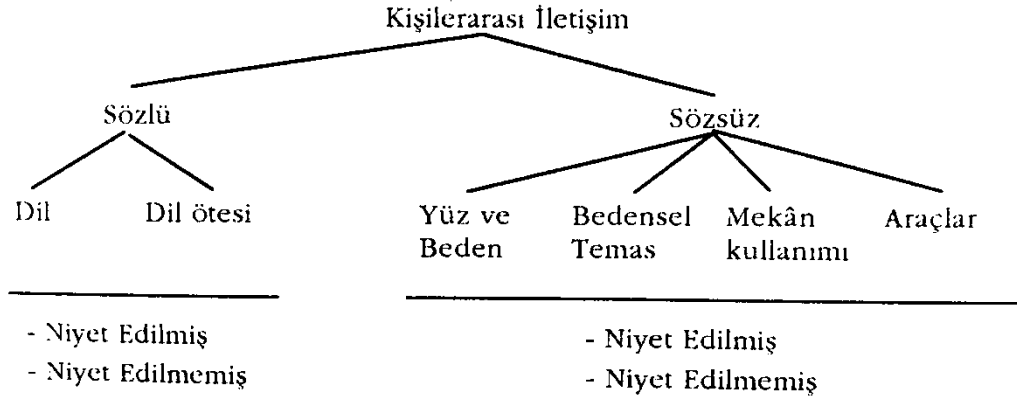 Kişilerarası İletişim
Sözlü
Sözsüz
Dil
Dil ötesi
Yüz ve
Beden
Bedensel
Temas
Mekân
kullanımı
Araçlar
- Niyet Edilmiş
- Niyet Edilmemiş
- Niyet Edilmiş
- Niyet Edilmemiş